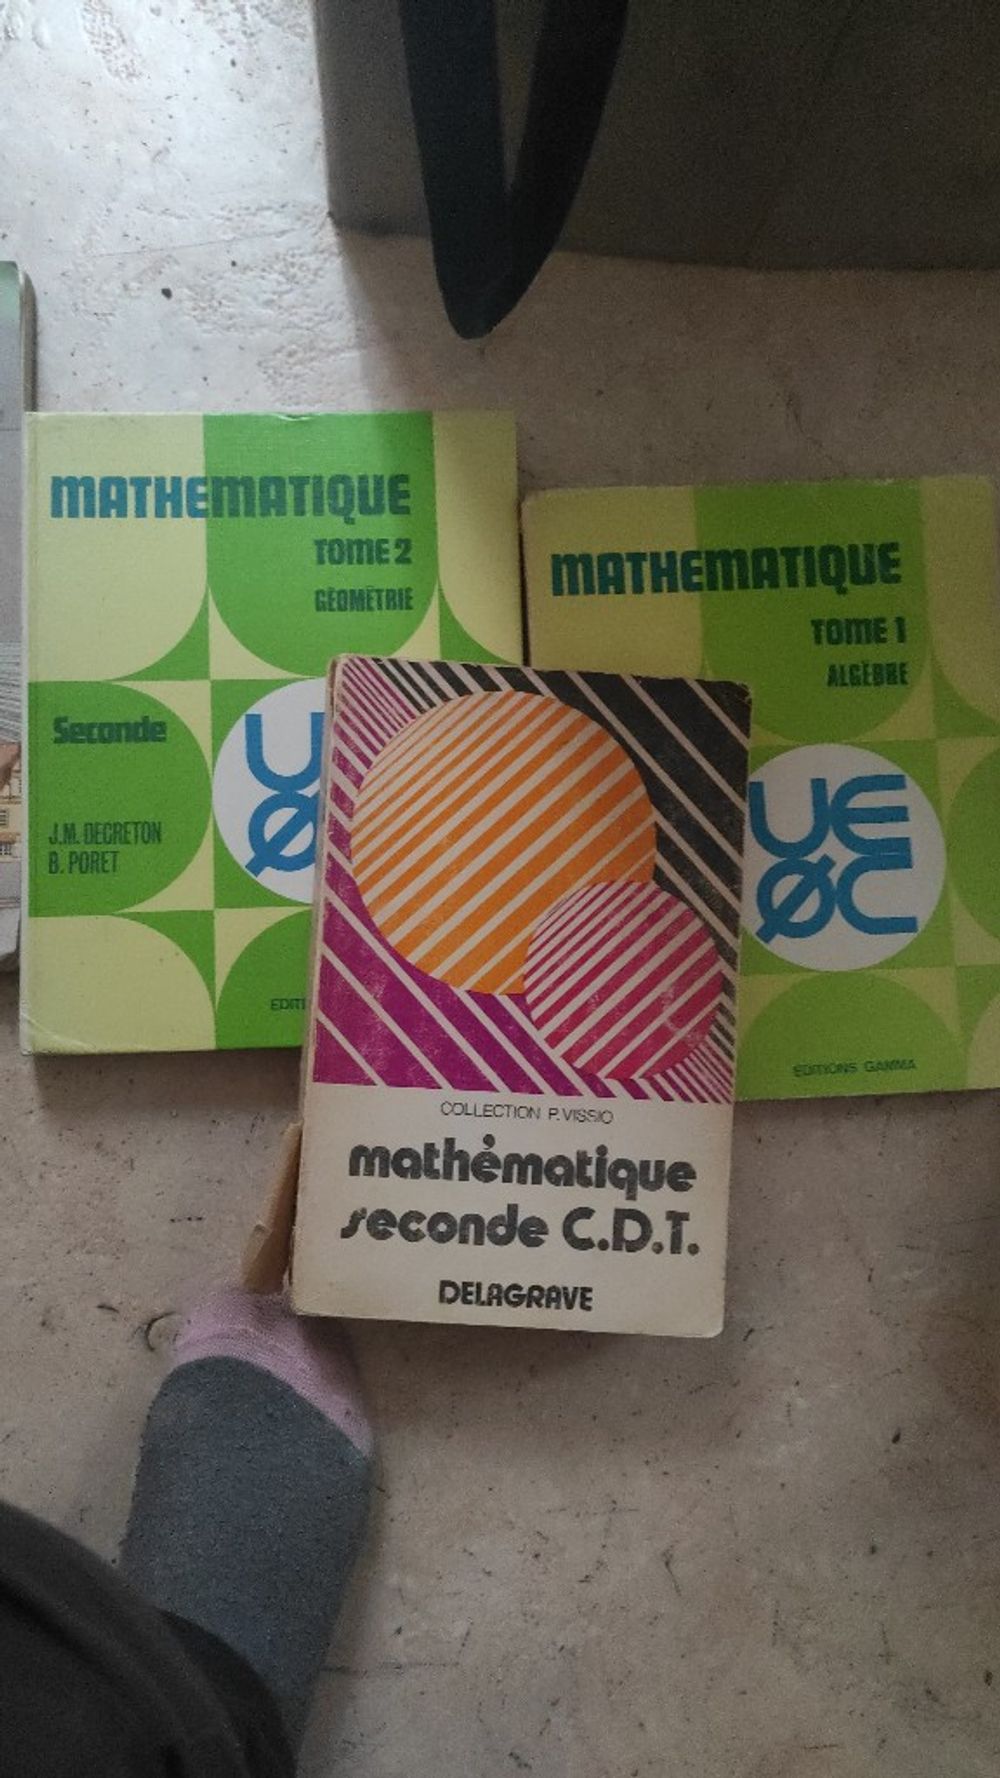 MATHEMATIQUE
TOME 2
GÉOMÉTRIE
Seconde
J.M. DECRETON
B. PORET
MATHEMATIQUE
TOME 1
ALGÈBRE
EDITIONS GAMMA
COLLECTION P. VISSIO
mathématique
seconde C.D.T.
DELAGRAVE